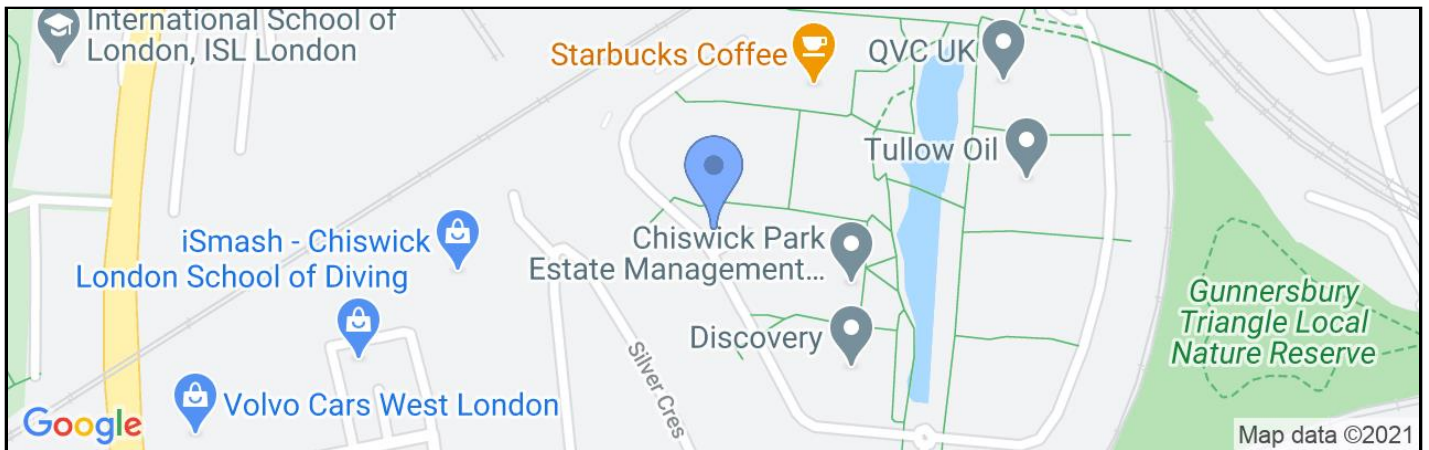 International School of
London, ISL London
Starbucks Coffee
QVC UK
Tullow Oil
iSmash - Chiswick
London School of Diving
Chiswick Park
Estate Management...
Discovery
Gunnersbury
Triangle Local
Nature Reserve
Silver Cres
Volvo Cars West London
Google
Map data ©2021